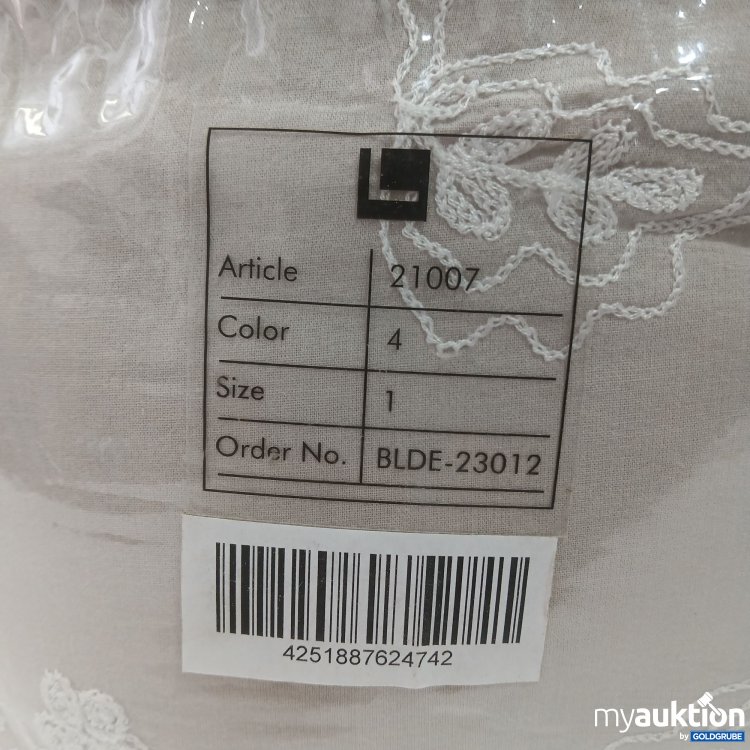 Article 21007
Color 4
Size 1
Order No. BLDE-23012
4251887624742
myauktion
by GOLDGRUBE